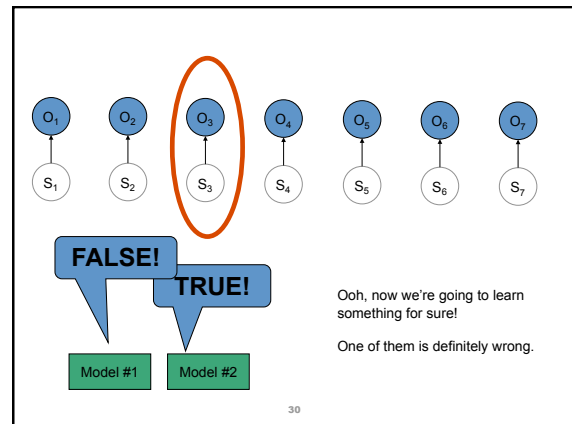 O1 O2 O3 O4 O5 O6 O7
S1 S2 S3 S4 S5 S6 S7
FALSE!
TRUE!
Ooh, now we're going to learn
something for sure!
One of them is definitely wrong.
Model #1 Model #2
30